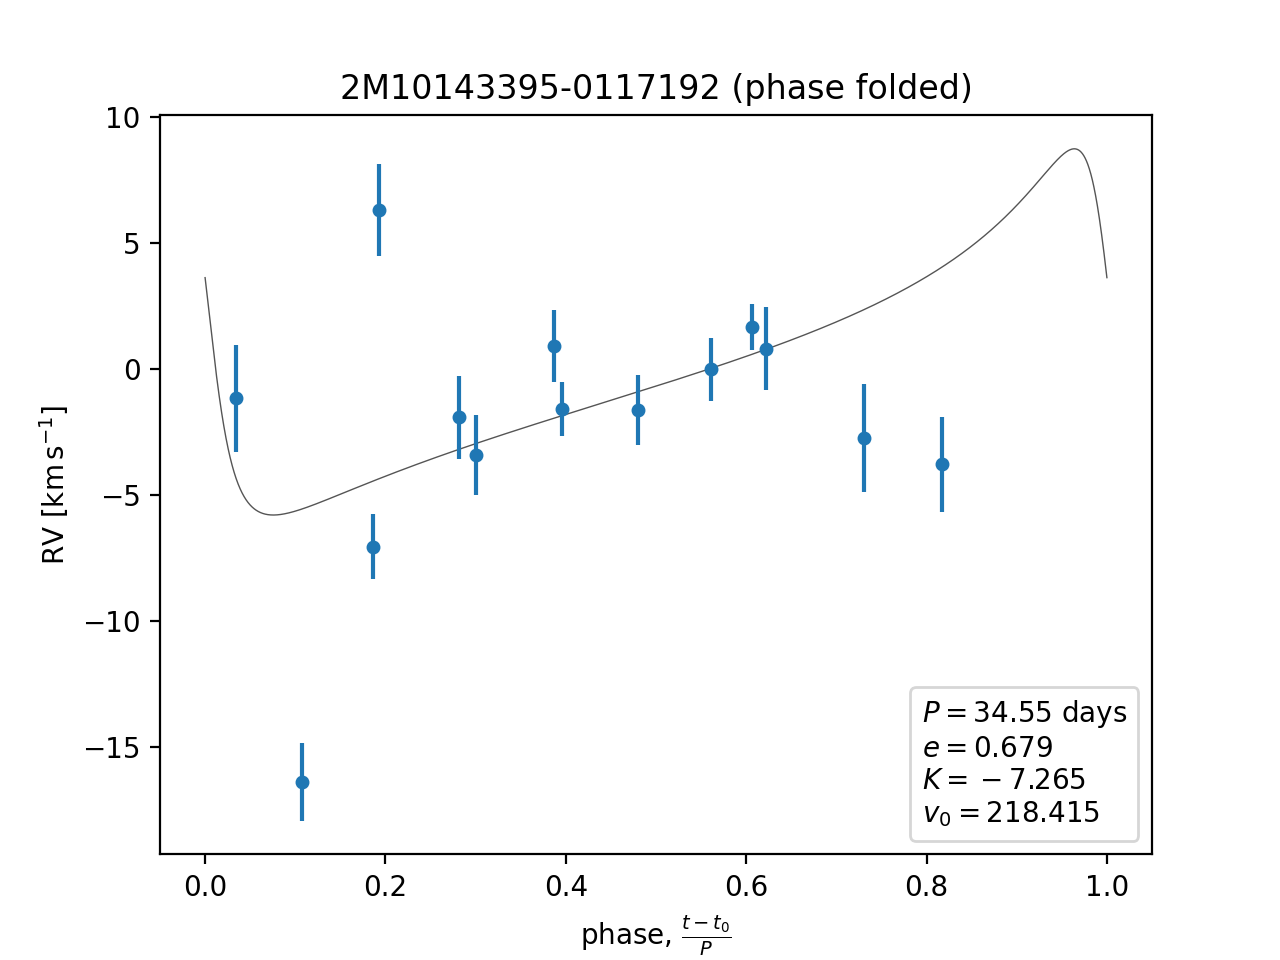 2M10143395-0117192 (phase folded)
10
5
0
−5
−10
−15
RV [km s−1]
P = 34.55 days
e = 0.679
K = − 7.265
v0 = 218.415
0.0 0.2 0.4 0.6 0.8 1.0
phase, t − t0 / P